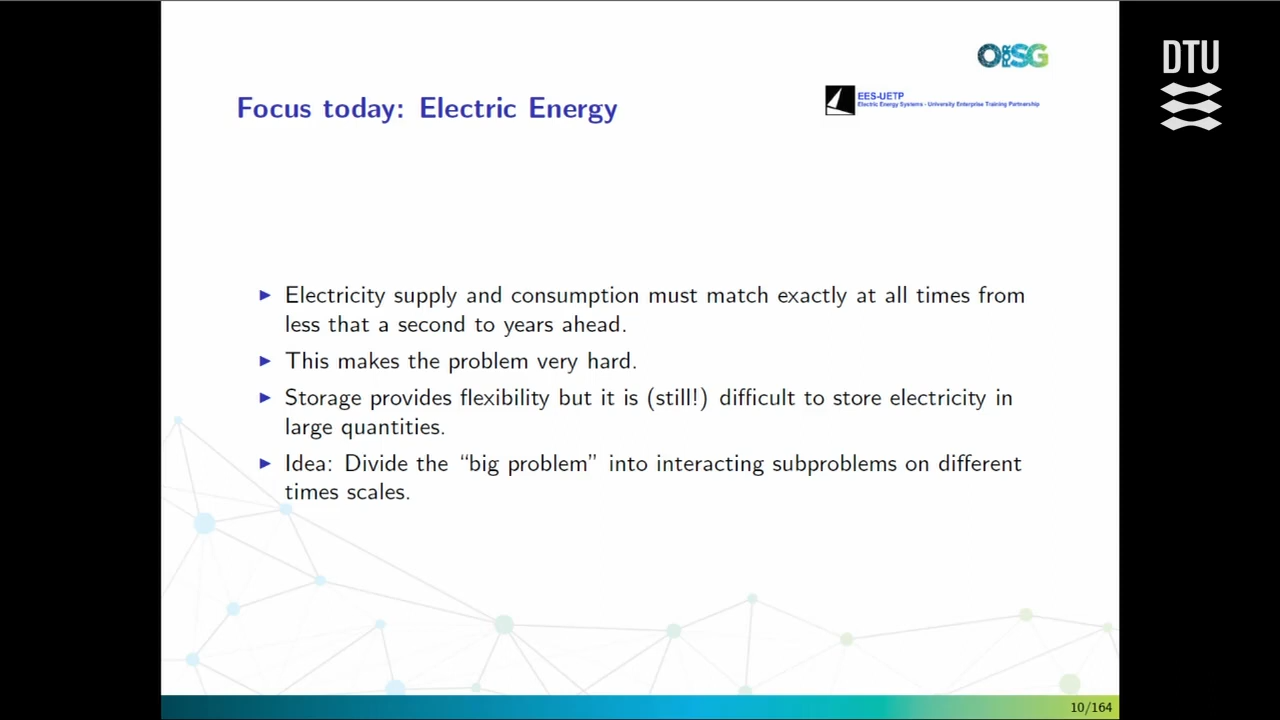 OPSG
DTU
EES-UETP
Electric Energy Systems - University Enterprise Training Partnership
Focus today: Electric Energy
▶ Electricity supply and consumption must match exactly at all times from
less that a second to years ahead.
▶ This makes the problem very hard.
▶ Storage provides flexibility but it is (still!) difficult to store electricity in
large quantities.
▶ Idea: Divide the “big problem” into interacting subproblems on different
times scales.
10/164